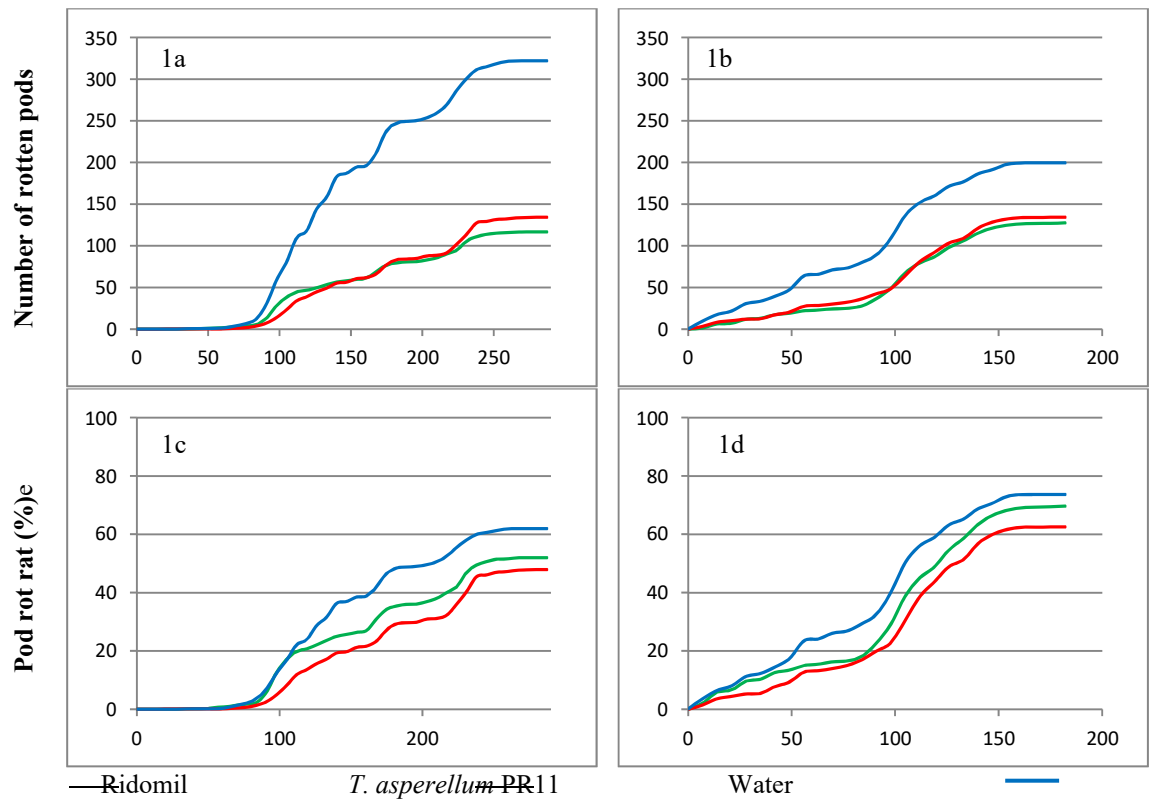 Number of rotten pods
1a
350
300
250
200
150
100
50
0
0 50 100 150 200 250
1b
350
300
250
200
150
100
50
0
0 50 100 150 200
Pod rot rat (%)e
1c
100
80
60
40
20
0
0 100 200
1d
100
80
60
40
20
0
0 50 100 150 200
Ridomil T. asperellum PR11 Water